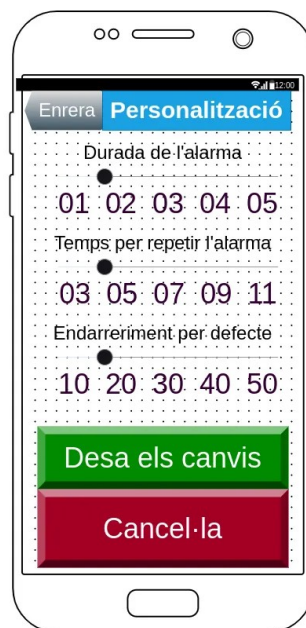 12:00
Enrera Personalització
Durada de l'alarma
01 02 03 04 05
Temps per repetir l'alarma
03 05 07 09 11
Endarreriment per defecte
10 20 30 40 50
Desa els canvis
Cancel·la